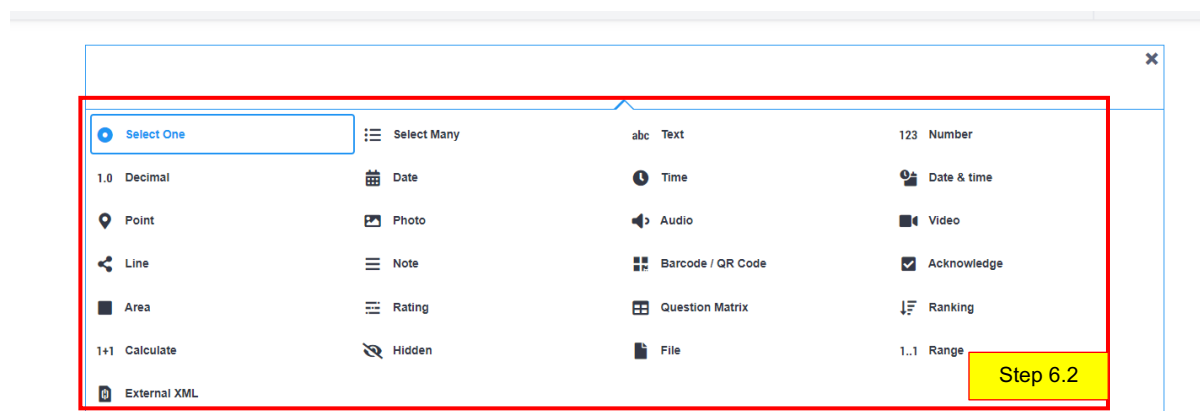 Select One Select Many abc Text 123 Number
1.0 Decimal Date Time Date & time
Point Photo Audio Video
Line Note Barcode / QR Code Acknowledge
Area Rating Question Matrix Ranking
1+1 Calculate Hidden File 1..1 Range
Step 6.2
External XML